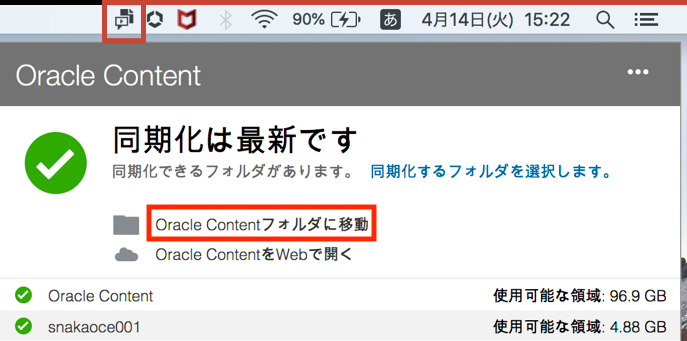 90% あ 4月14日(火) 15:22
Oracle Content
同期化は最新です
同期化できるフォルダがあります。 同期化するフォルダを選択します。
Oracle Contentフォルダに移動
Oracle ContentをWebで開く
Oracle Content 使用可能な領域: 96.9 GB
snakaoce001 使用可能な領域: 4.88 GB